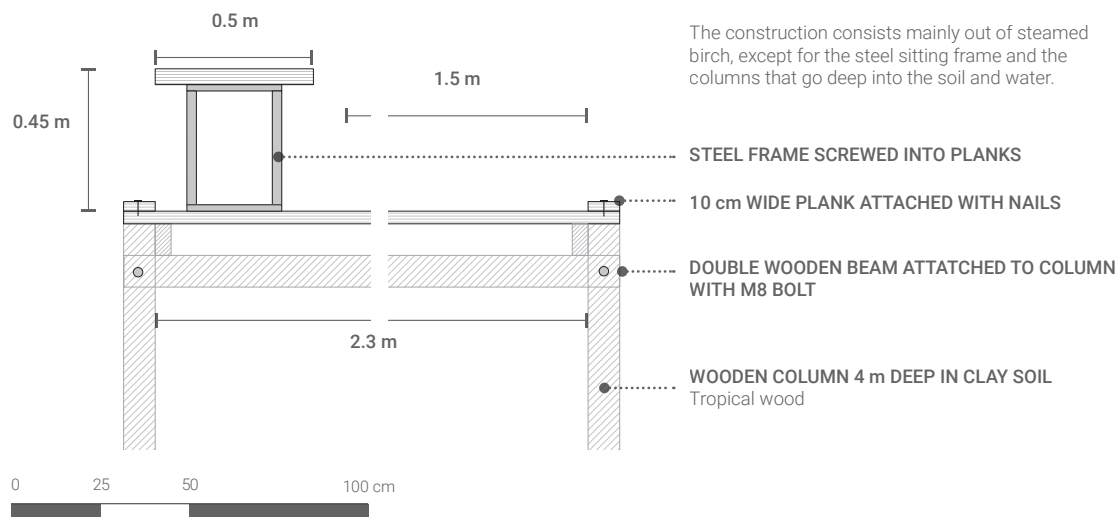 0.5 m
The construction consists mainly out of steamed
birch, except for the steel sitting frame and the
columns that go deep into the soil and water.
1.5 m
0.45 m
STEEL FRAME SCREWED INTO PLANKS
10 cm WIDE PLANK ATTACHED WITH NAILS
DOUBLE WOODEN BEAM ATTATCHED TO COLUMN
WITH M8 BOLT
2.3 m
WOODEN COLUMN 4 m DEEP IN CLAY SOIL
Tropical wood
0 25 50 100 cm